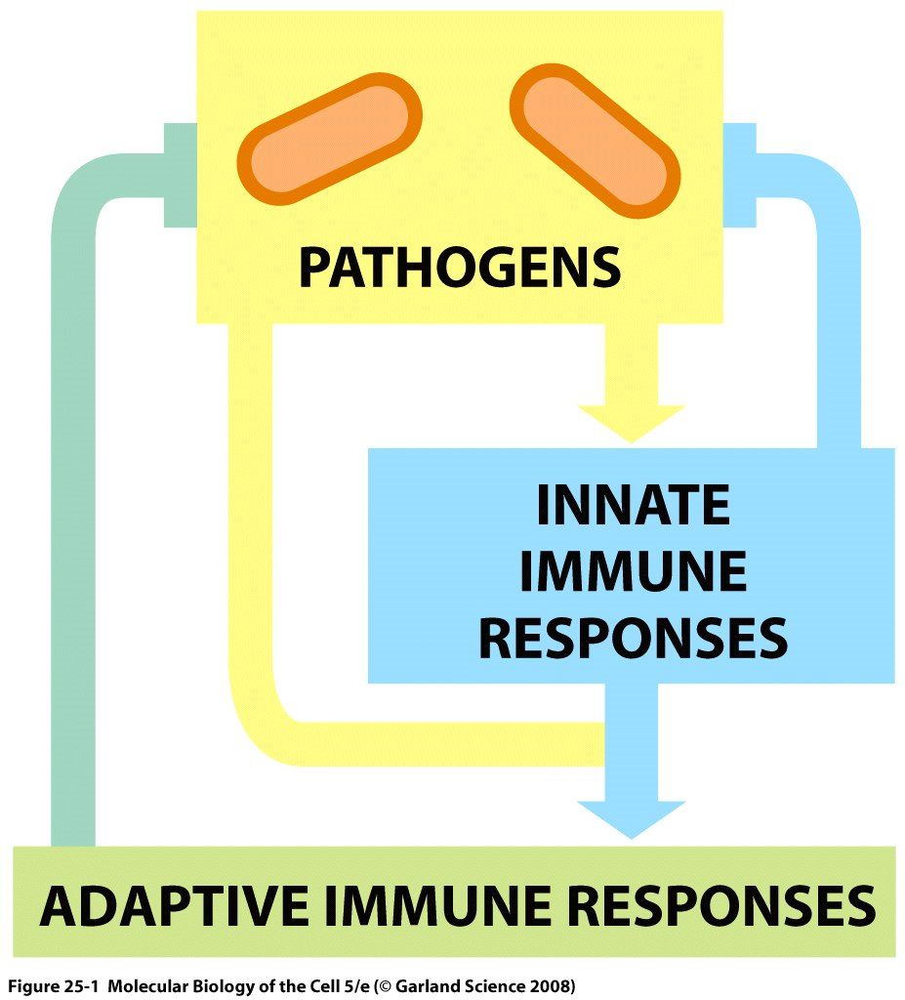 PATHOGENS
INNATE
IMMUNE
RESPONSES
ADAPTIVE IMMUNE RESPONSES
Figure 25-1 Molecular Biology of the Cell 5/e (© Garland Science 2008)